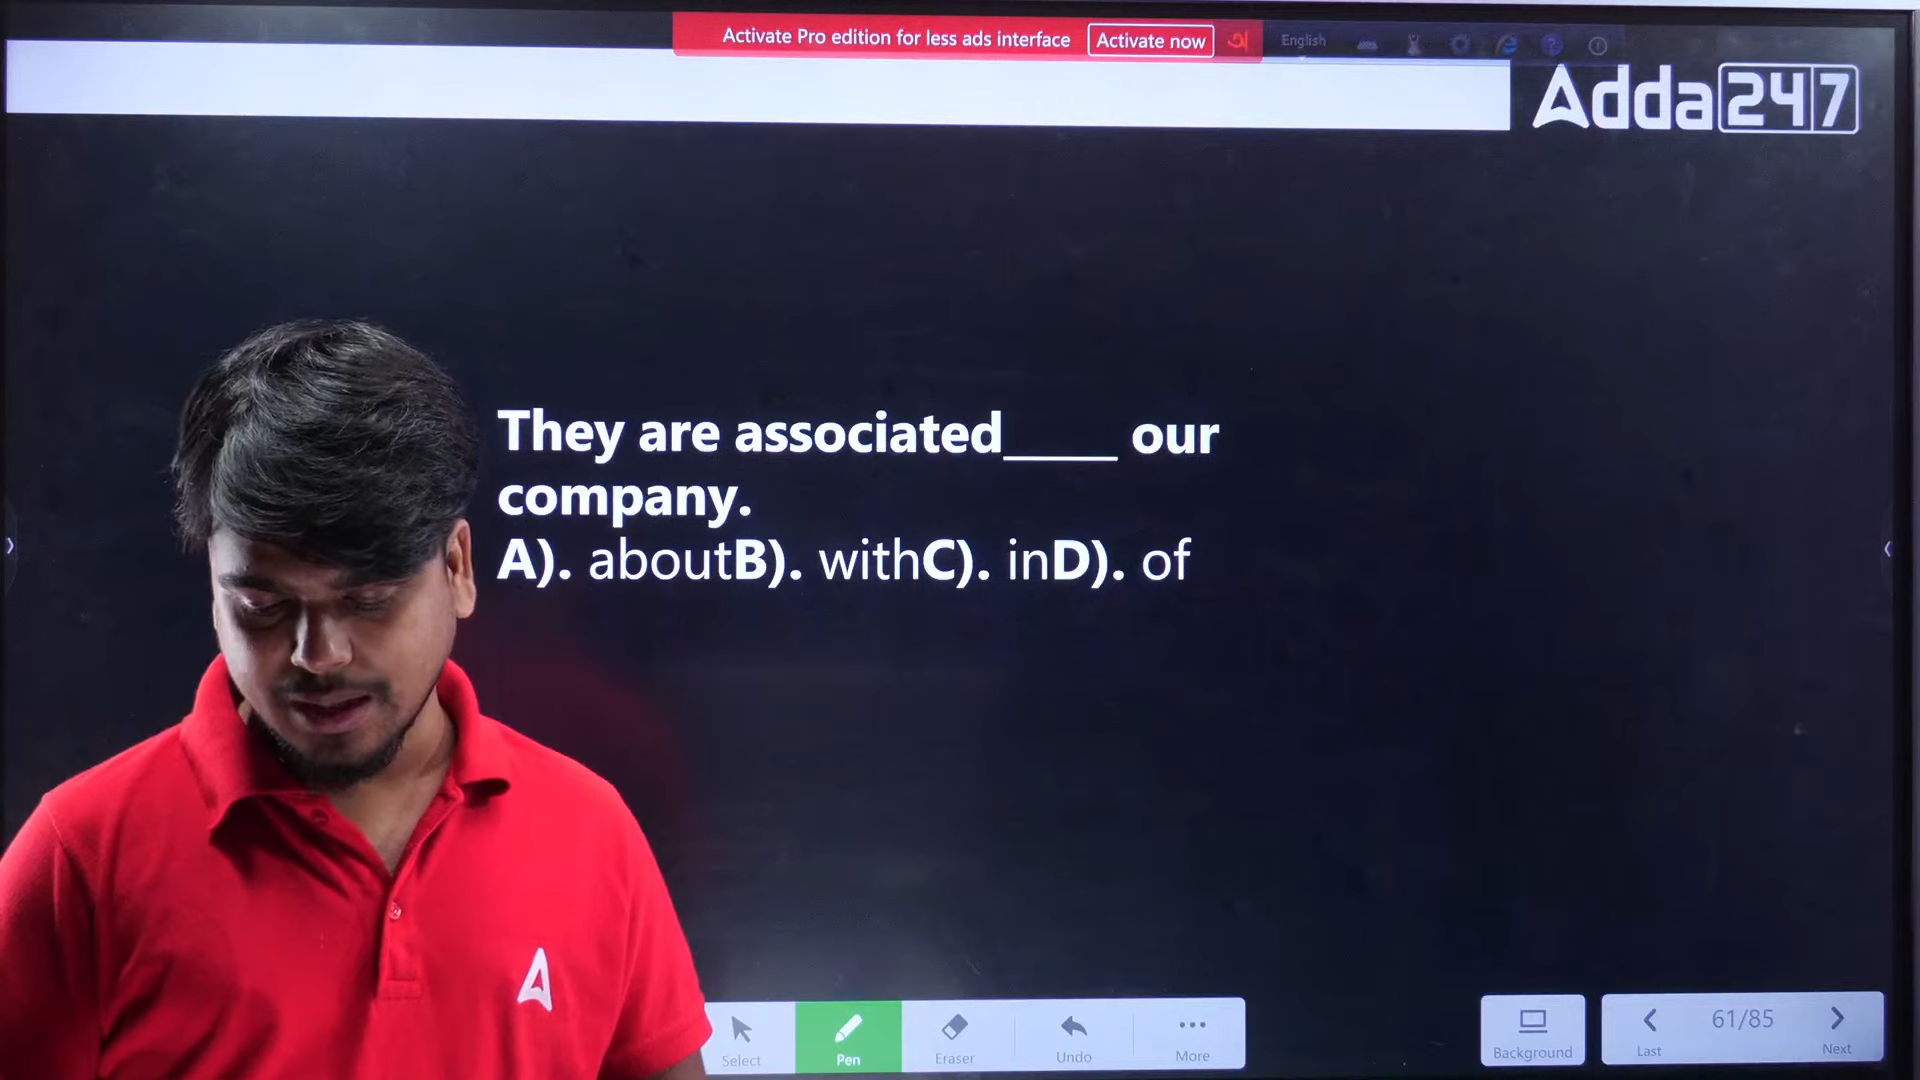 Activate Pro edition for less ads interface Activate now অ English
Adda247
They are associated_____ our
company.
A). aboutB). withC). inD). of
Select Pen Eraser Undo More Background Last 61/85 Next